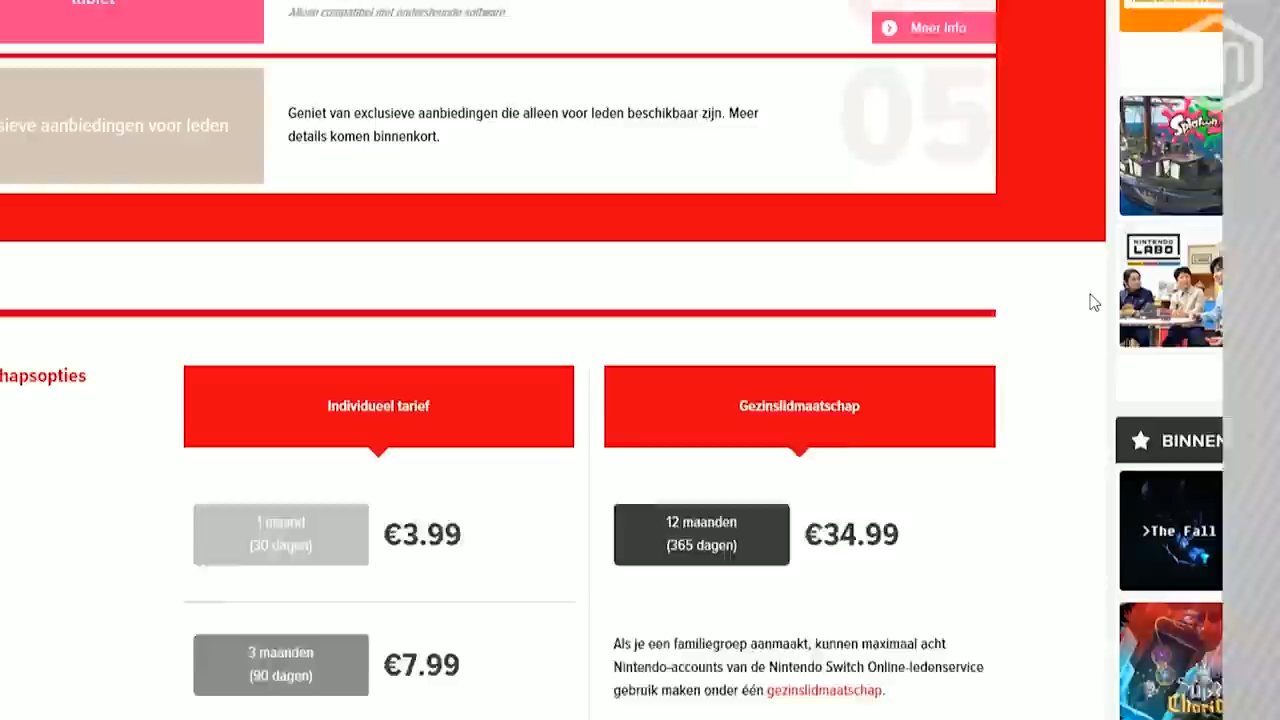 tablet
Alleen compatibel met ondersteunde software
Meer info
05
sieve aanbiedingen voor leden
Geniet van exclusieve aanbiedingen die alleen voor leden beschikbaar zijn. Meer
details komen binnenkort.
Splatoon
NINTENDO
LABO
hapsopties
Individueel tarief
Gezinslidmaatschap
1 maand
(30 dagen)
€3.99
12 maanden
(365 dagen)
€34.99
3 maanden
(90 dagen)
€7.99
Als je een familiegroep aanmaakt, kunnen maximaal acht
Nintendo-accounts van de Nintendo Switch Online-ledenservice
gebruik maken onder één gezinslidmaatschap.
BINNEN
>The Fall